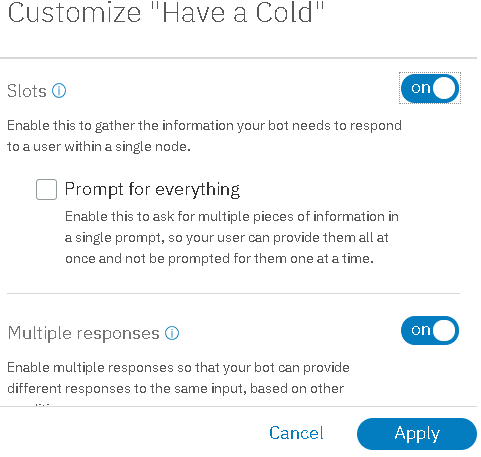 Customize "Have a Cold"
Slots
on
Enable this to gather the information your bot needs to respond
to a user within a single node.
Prompt for everything
Enable this to ask for multiple pieces of information in
a single prompt, so your user can provide them all at
once and not be prompted for them one at a time.
Multiple responses
on
Enable multiple responses so that your bot can provide
different responses to the same input, based on other
Cancel
Apply